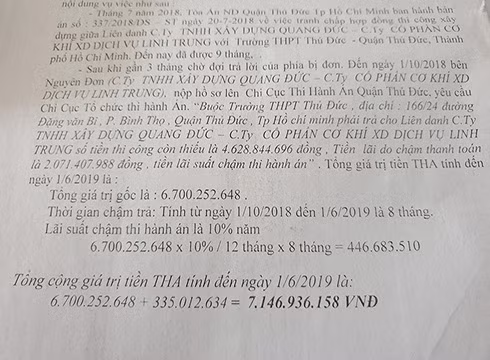 nội dung vụ việc như sau :
- Tháng 7 năm 2018, Tòa Án ND Quận Thủ Đức Tp Hồ Chí Minh ban hành bản
án số : 337/2018/DS - ST ngày 20-7-2018 về việc tranh chấp hợp đồng thi công xây
dựng giữa Liên danh C.Ty TNHH XÂY DỰNG QUANG ĐỨC – C.Ty CỔ PHẦN CƠ
KHÍ XD DỊCH VỤ LINH TRUNG với Trường THPT Thủ Đức - Quận Thủ Đức, Thành
phố Hồ Chí Minh. Đến nay đã được 9 tháng,
- Sau khi gần 3 tháng chờ đợi trả lời của phía bị đơn. Đến ngày 1/10/2018 bên
Nguyên Đơn (C.Ty TNHH XÂY DỰNG QUANG ĐỨC – C.Ty CỔ PHẦN CƠ KHÍ XD
DỊCH VỤ LINH TRUNG), nộp hồ sơ lên Chi Cục Thi Hành Án Quận Thủ Đức, yêu cầu
Chi Cục Tổ chức thi hành Án. "Buộc Trường THPT Thủ Đức , địa chỉ : 166/24 đường
Đặng văn Bi , P. Bình Thọ , Quận Thủ Đức , Tp Hồ chí minh phải trả cho Liên danh C.Ty
TNHH XÂY DỰNG QUANG ĐỨC – C.Ty CỔ PHẦN CƠ KHÍ XD DỊCH VỤ LINH
TRUNG số tiền thi công còn thiếu là 4.628.844.696 đồng , Tiền lãi do chậm thanh toán
là 2.071.407.988 đồng , tiền lãi suất chậm thi hành án" . Tổng giá trị tiền THA tính đến
ngày 1/6/2019 là :
Tổng giá trị gốc là : 6.700.252.648 .
Thời gian chậm trả: Tính từ ngày 1/10/2018 đến 1/6/2019 là 8 tháng.
Lãi suất chậm thi hành án là 10% năm
6.700.252.648 x 10% / 12 tháng x 8 tháng = 446.683.510
Tổng cộng giá trị tiền THA tính đến ngày 1/6/2019 là:
6.700.252.648 + 335.012.634 = 7.146.936.158 VNĐ